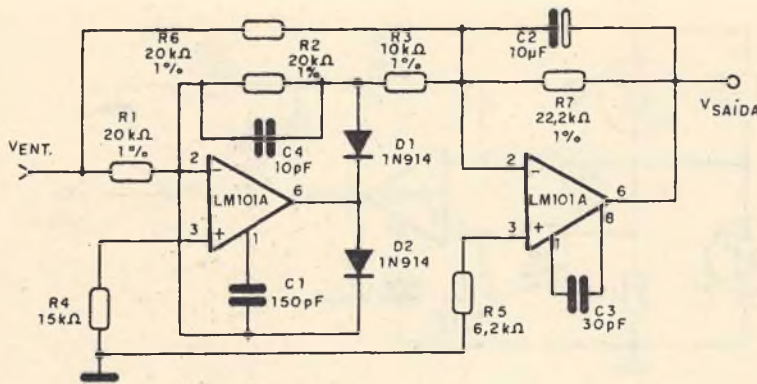 R6
20kΩ
1%
R2
20kΩ
1%
R3
10kΩ
1%
C2
10µF
R1
20kΩ
1%
C4
10pF
R7
22,2kΩ
1%
VSAÍDA
VENT.
D1
1N914
2
−
LM101A
6
3
+
1
2
−
LM101A
6
3
+
1
8
D2
1N914
C1
150pF
R4
15kΩ
R5
6,2kΩ
C3
30pF